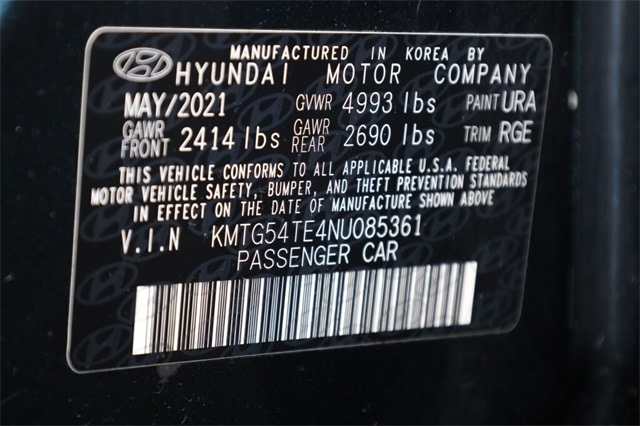 MANUFACTURED IN KOREA BY
HYUNDAI MOTOR COMPANY
MAY/2021 GVWR 4993 lbs PAINT URA
GAWR FRONT 2414 lbs GAWR REAR 2690 lbs TRIM RGE
THIS VEHICLE CONFORMS TO ALL APPLICABLE U.S.A. FEDERAL
MOTOR VEHICLE SAFETY, BUMPER, AND THEFT PREVENTION STANDARDS
IN EFFECT ON THE DATE OF MANUFACTURE SHOWN ABOVE
V.I.N KMTG54TE4NU085361
PASSENGER CAR